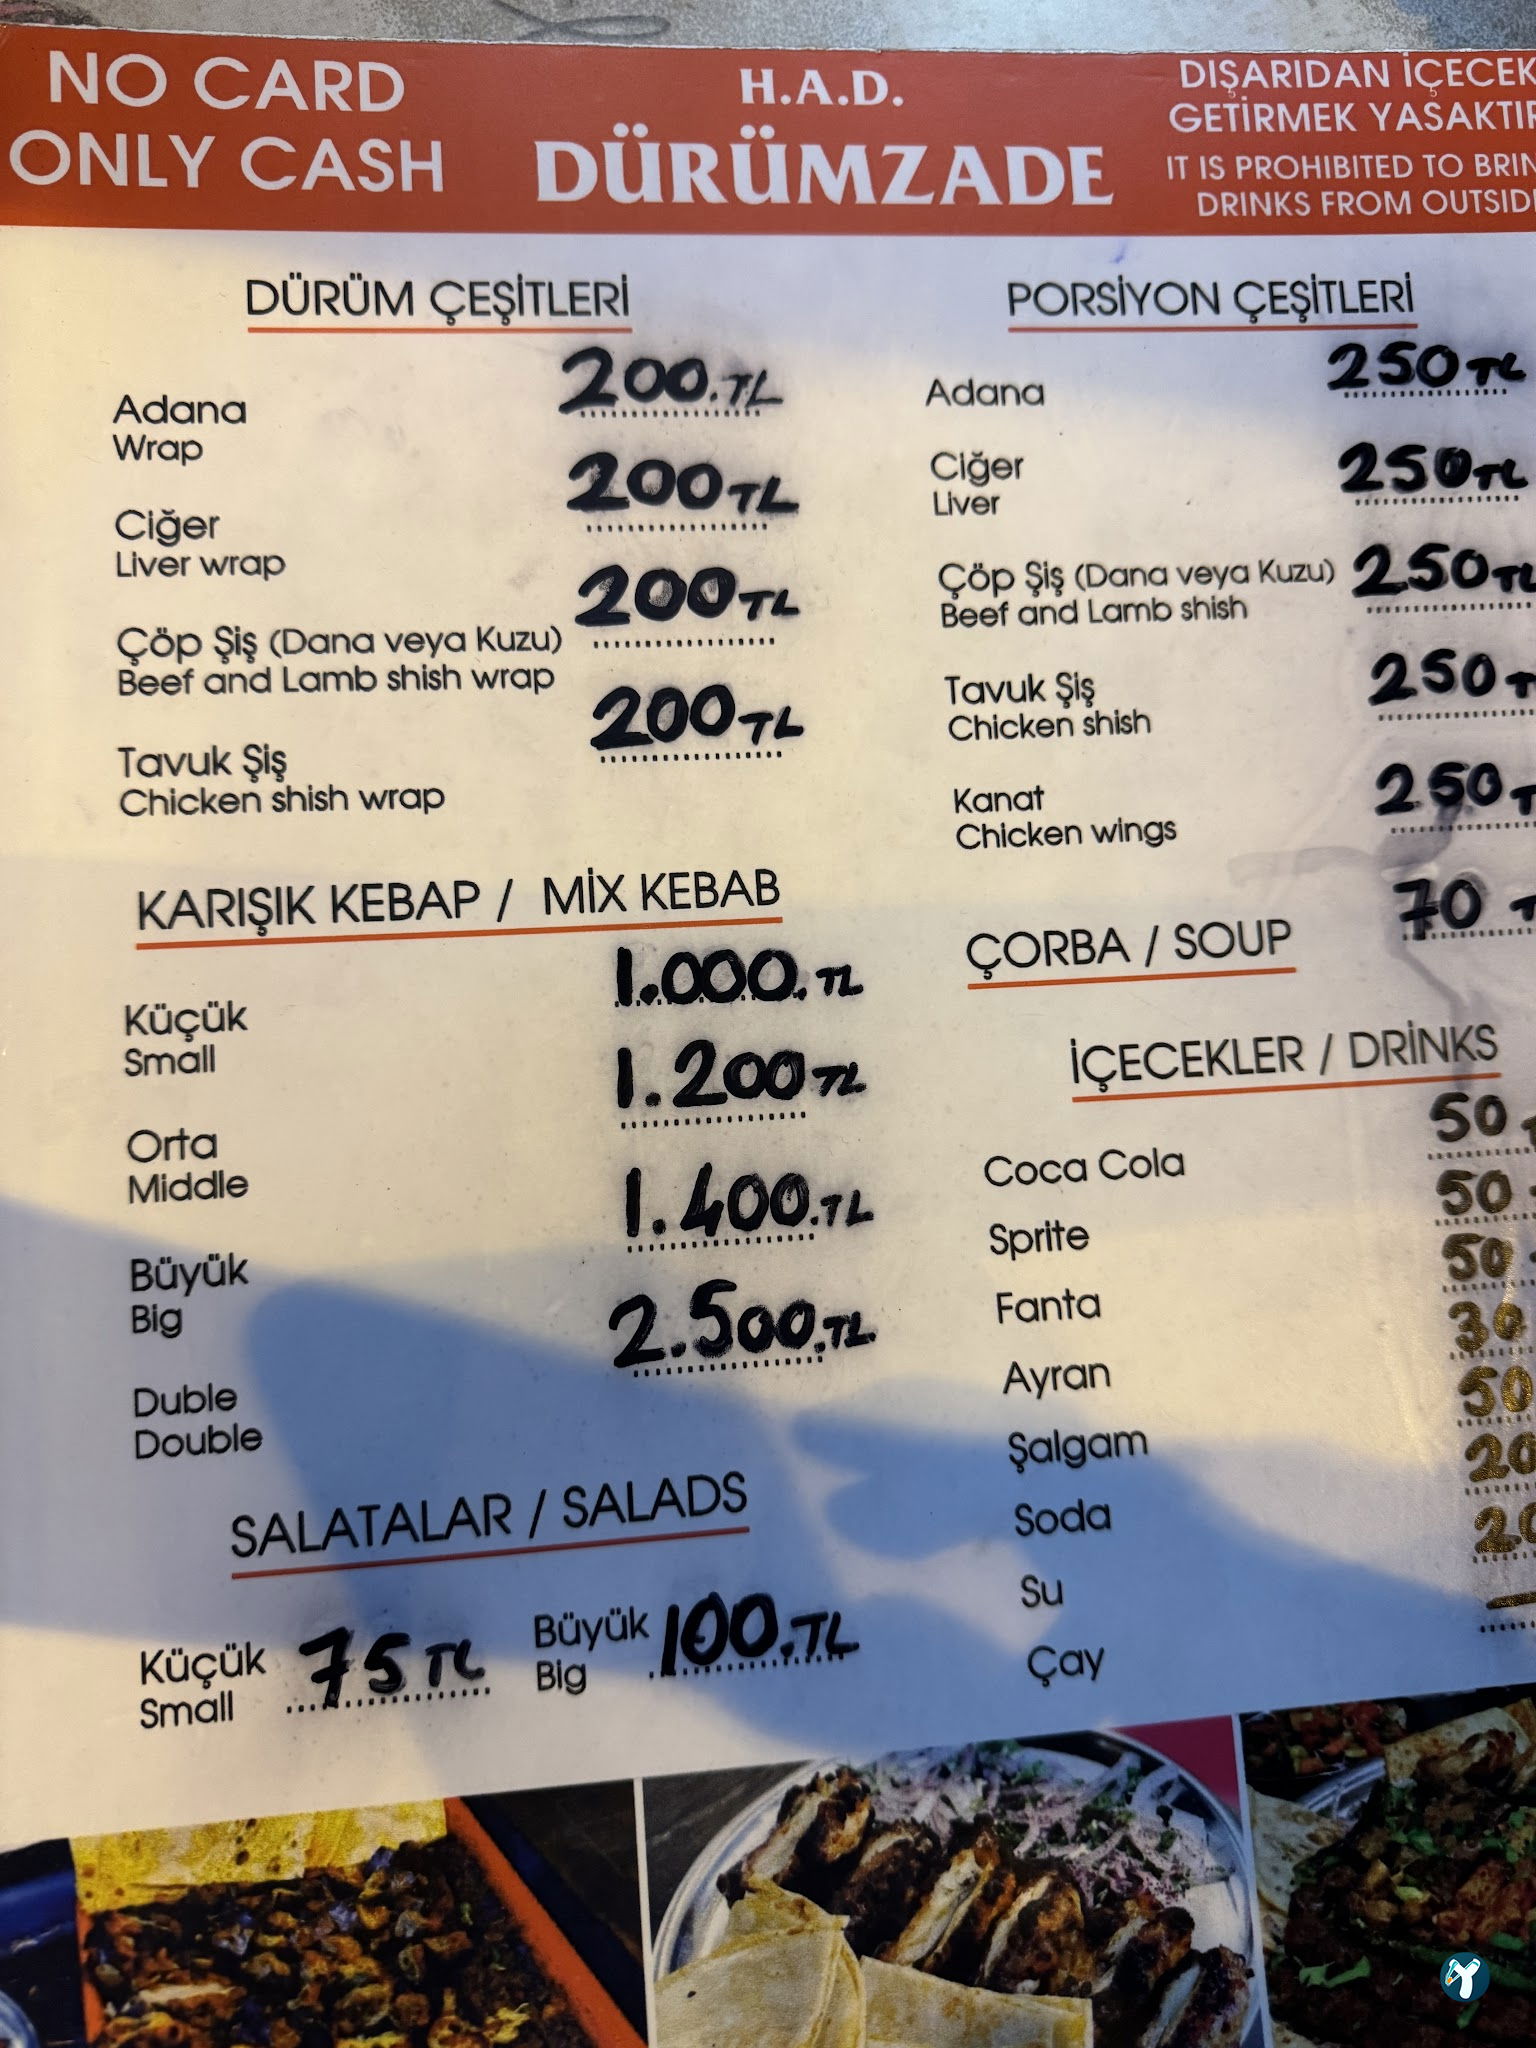 NO CARD
ONLY CASH
H.A.D.
DÜRÜMZADE
DIŞARIDAN İÇECEK
GETİRMEK YASAKTIR
IT IS PROHIBITED TO BRIN
DRINKS FROM OUTSID
DÜRÜM ÇEŞİTLERİ
Adana 200.TL
Wrap
Ciğer 200TL
Liver wrap
Çöp Şiş (Dana veya Kuzu) 200TL
Beef and Lamb shish wrap
Tavuk Şiş 200TL
Chicken shish wrap
KARIŞIK KEBAP / MİX KEBAB
Küçük 1.000.TL
Small
Orta 1.200TL
Middle
Büyük 1.400.TL
Big
Duble 2.500.TL
Double
SALATALAR / SALADS
Küçük 75TL
Small
Büyük 100.TL
Big
PORSİYON ÇEŞİTLERİ
Adana 250TL
Ciğer 250TL
Liver
Çöp Şiş (Dana veya Kuzu) 250TL
Beef and Lamb shish
Tavuk Şiş 250T
Chicken shish
Kanat 250T
Chicken wings
ÇORBA / SOUP 70 T
İÇECEKLER / DRİNKS
Coca Cola 50
Sprite 50
Fanta 50
Ayran 30
Şalgam 50
Soda 20
Su 20
Çay